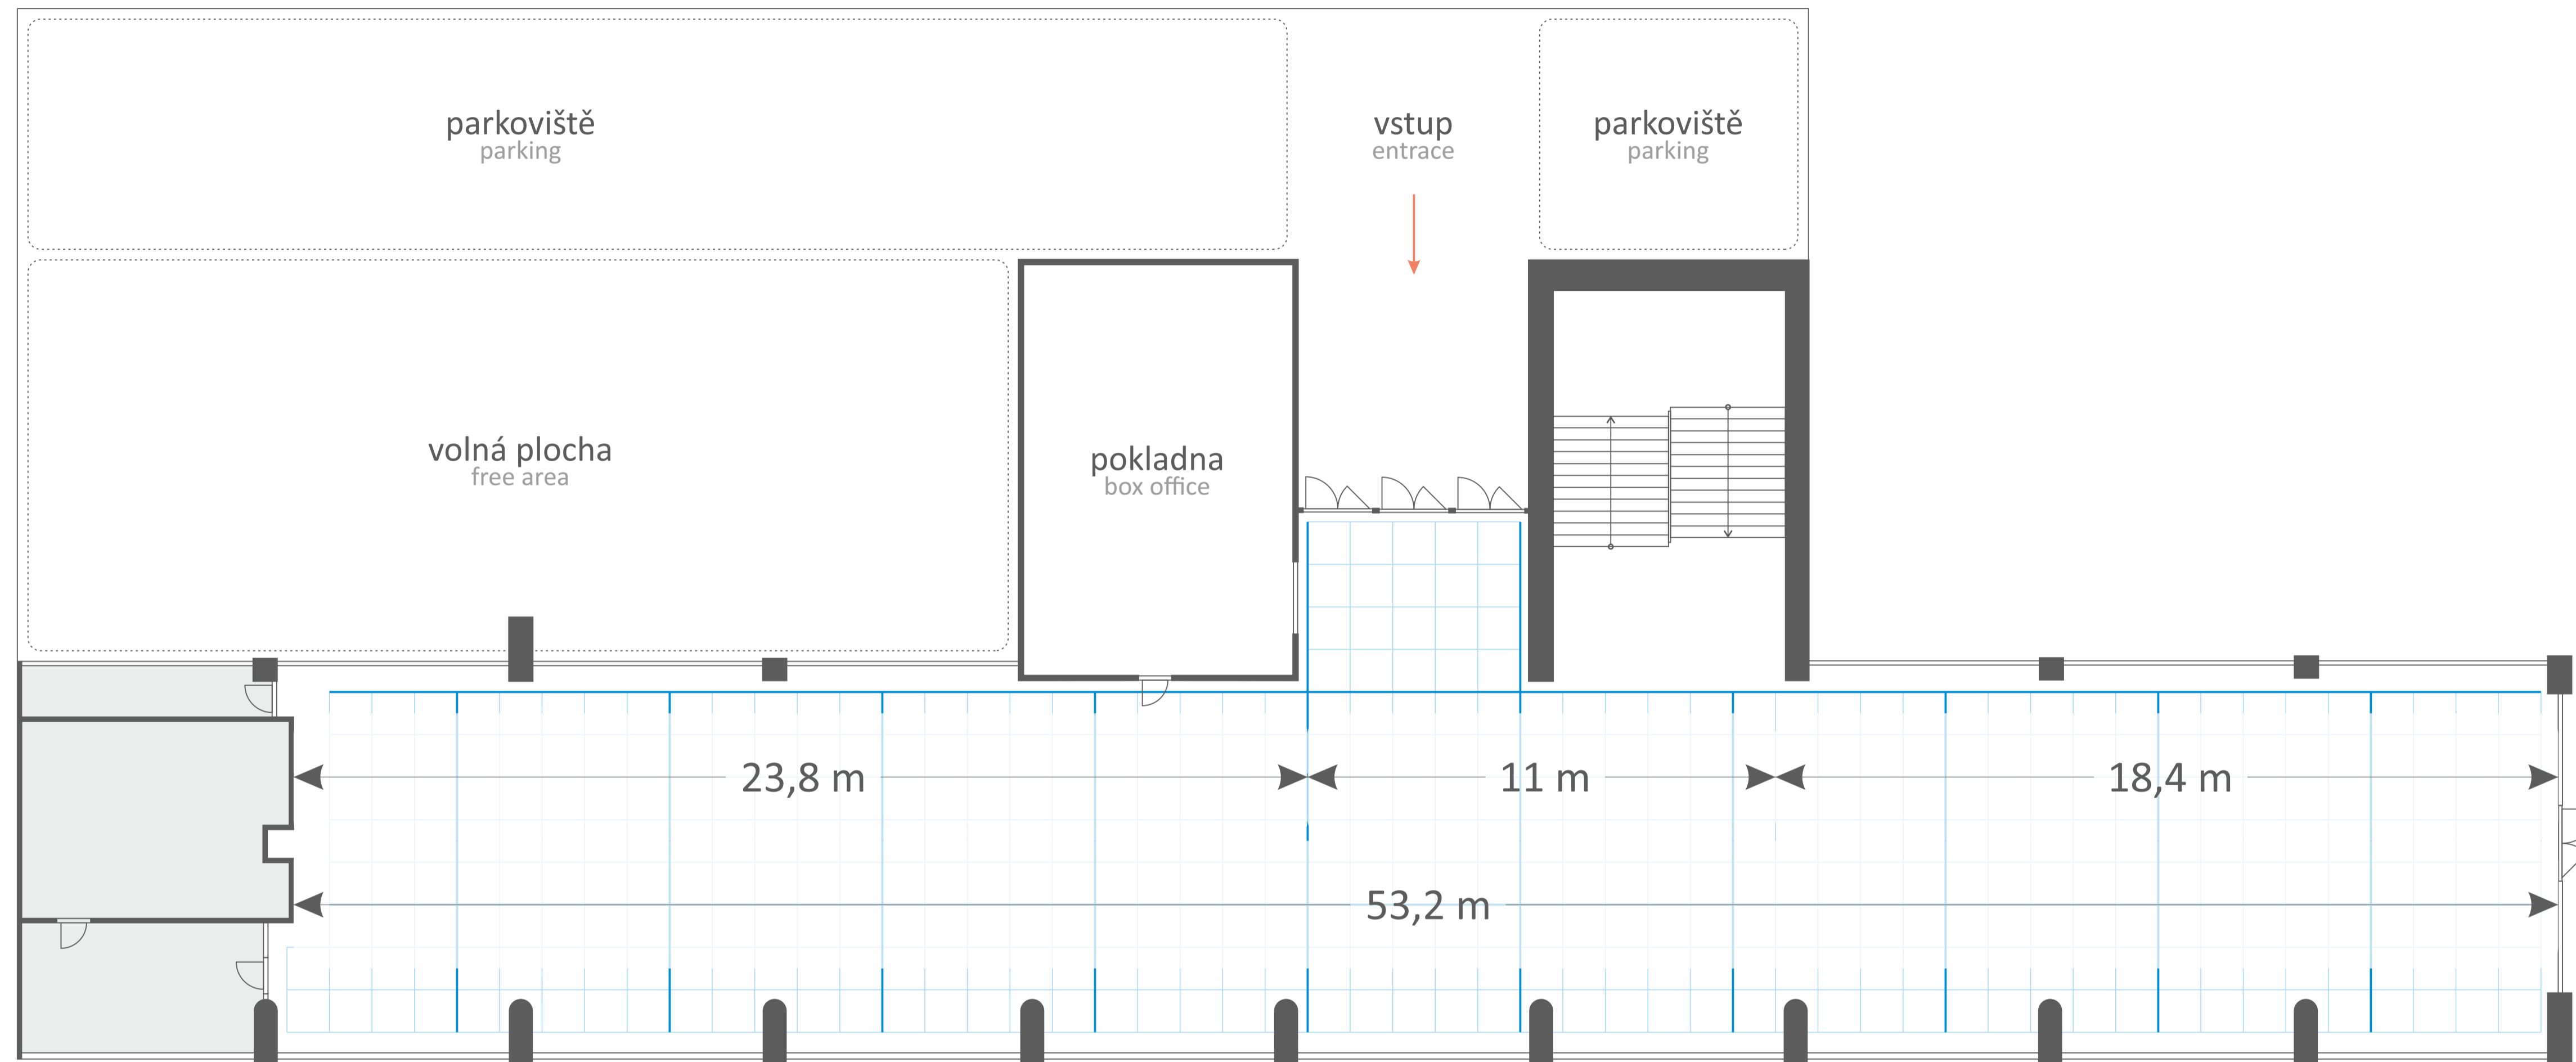 parkoviště
parking
vstup
entrace
parkoviště
parking
volná plocha
free area
pokladna
box office
23,8 m
11 m
18,4 m
53,2 m